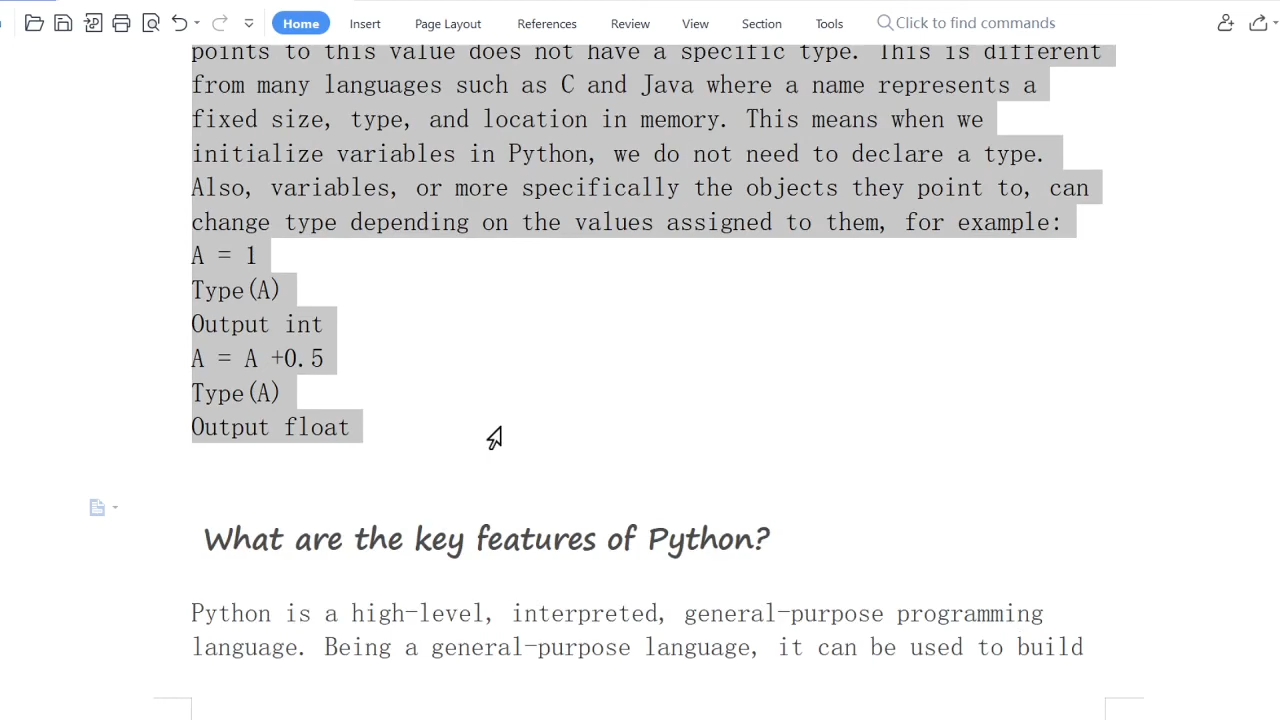 Home Insert Page Layout References Review View Section Tools Click to find commands
points to this value does not have a specific type. This is different
from many languages such as C and Java where a name represents a
fixed size, type, and location in memory. This means when we
initialize variables in Python, we do not need to declare a type.
Also, variables, or more specifically the objects they point to, can
change type depending on the values assigned to them, for example:
A = 1
Type(A)
Output int
A = A +0.5
Type(A)
Output float
What are the key features of Python?
Python is a high-level, interpreted, general-purpose programming
language. Being a general-purpose language, it can be used to build